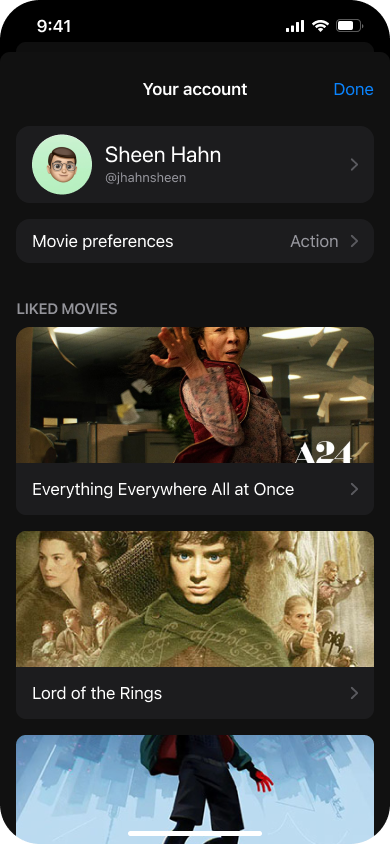 9:41
Your account
Done
Sheen Hahn
@jhahnsheen
Movie preferences
Action
LIKED MOVIES
A24
Everything Everywhere All at Once
Lord of the Rings